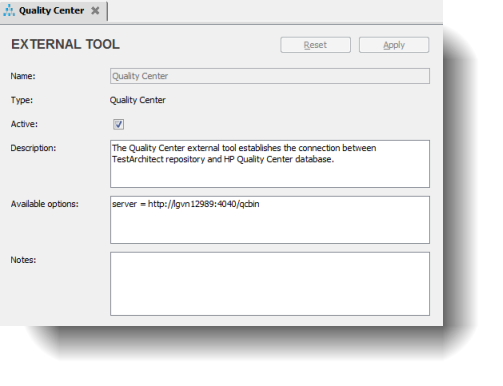 Quality Center
EXTERNAL TOOL
Reset
Apply
Name:
Quality Center
Type:
Quality Center
Active:
Description:
The Quality Center external tool establishes the connection between
TestArchitect repository and HP Quality Center database.
Available options:
server = http://lgvn12989:4040/qcbin
Notes: